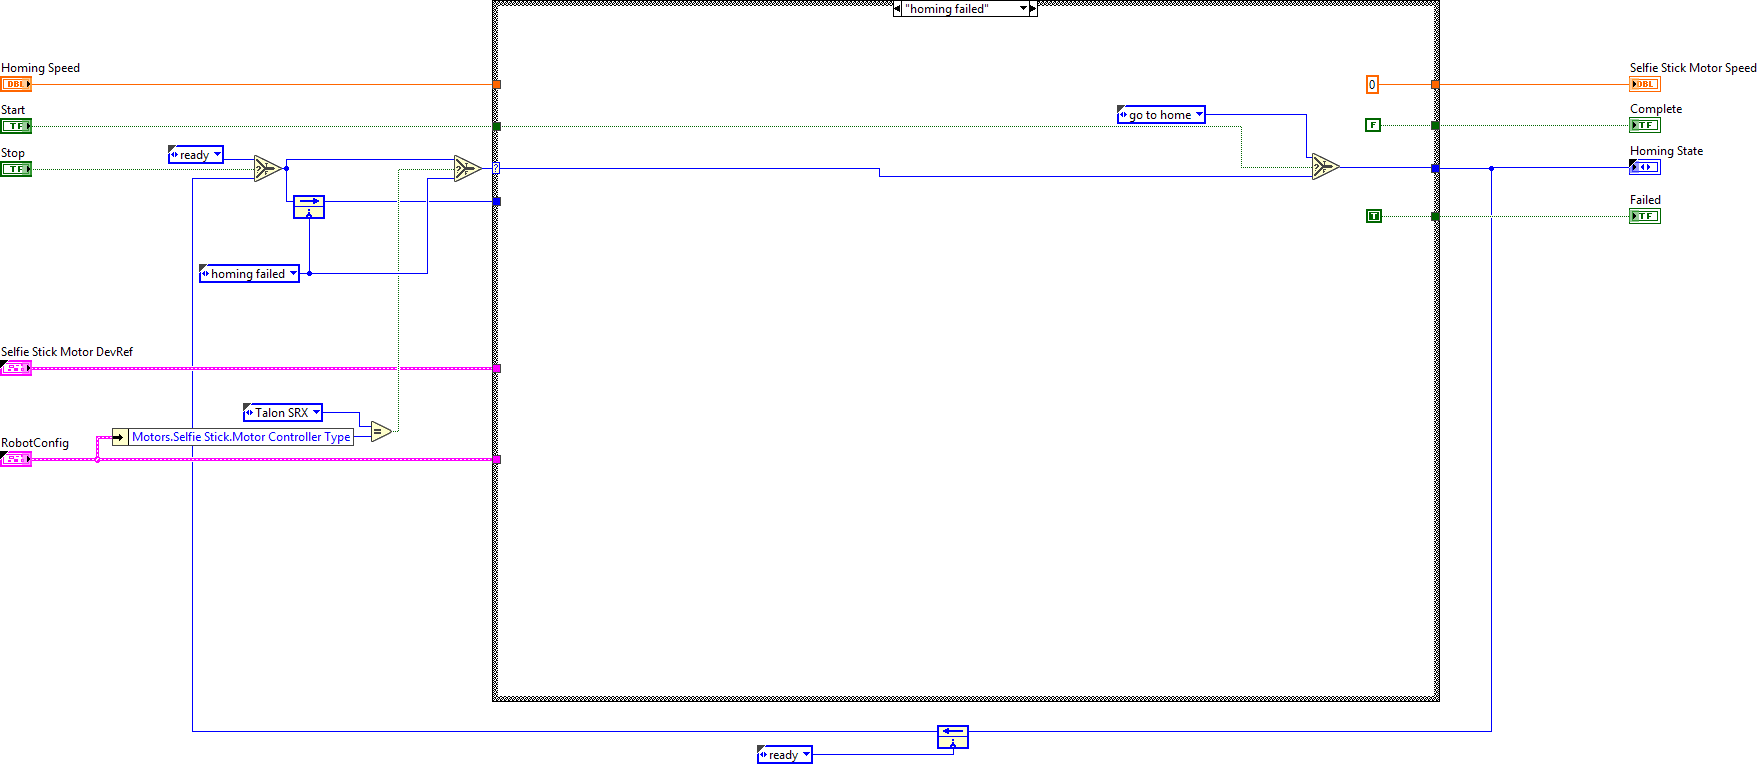 "homing failed"
Homing Speed
DBL
0
Selfie Stick Motor Speed
DBL
Start
TF
go to home
F
Complete
TF
Stop
TF
ready
T
?
F
T
?
F
?
T
?
F
Homing State
T
Failed
TF
homing failed
Selfie Stick Motor DevRef
Talon SRX
=
Motors.Selfie Stick.Motor Controller Type
RobotConfig
ready